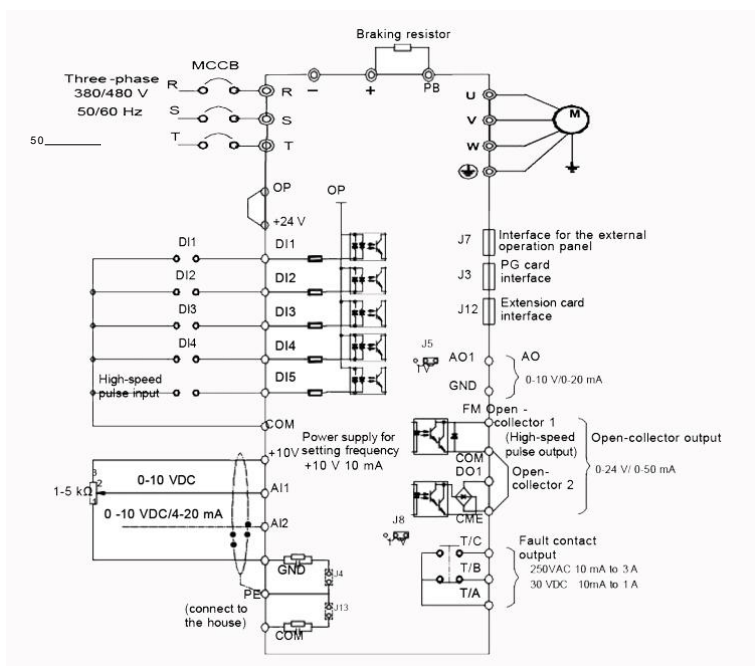 Braking resistor
MCCB
Three -phase
380/480 V
50/60 Hz
R
S
T
50
R
S
T
−
+
PB
U
V
W
M
OP
+24 V
OP
DI1
DI1
DI2
DI2
DI3
DI3
DI4
DI4
High-speed
pulse input
DI5
COM
J7
Interface for the external
operation panel
J3
PG card
interface
J12
Extension card
interface
J5
AO1
AO
0-10 V/0-20 mA
GND
FM
Open -
collector 1
(High-speed
pulse output)
COM
Open-collector output
0-24 V/ 0-50 mA
DO1
Open-
collector 2
CME
+10V
Power supply for
setting frequency
+10 V 10 mA
3
2
1-5 kΩ
0-10 VDC
AI1
0 -10 VDC/4-20 mA
AI2
GND
J4
PE
(connect to
the house)
J13
COM
J8
T/C
T/B
T/A
Fault contact
output
250VAC 10 mA to 3 A
30 VDC 10mA to 1 A